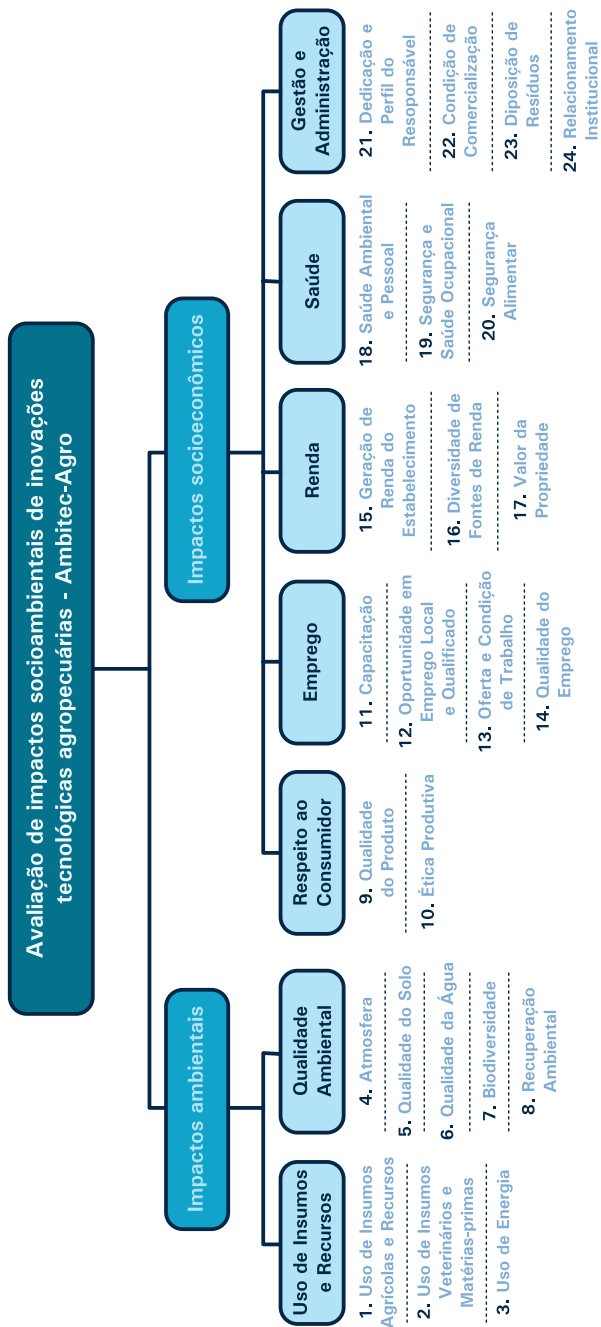 Avaliação de impactos socioambientais de inovações
tecnológicas agropecuárias - Ambitec-Agro
Impactos ambientais
Impactos socioeconômicos
Uso de Insumos
e Recursos
1. Uso de Insumos
Agrícolas e Recursos
2. Uso de Insumos
Veterinários e
Matérias-primas
3. Uso de Energia
Qualidade
Ambiental
4. Atmosfera
5. Qualidade do Solo
6. Qualidade da Água
7. Biodiversidade
8. Recuperação
Ambiental
Respeito ao
Consumidor
9. Qualidade
do Produto
10. Ética Produtiva
Emprego
11. Capacitação
12. Oportunidade em
Emprego Local
e Qualificado
13. Oferta e Condição
de Trabalho
14. Qualidade do
Emprego
Renda
15. Geração de
Renda do
Estabelecimento
16. Diversidade de
Fontes de Renda
17. Valor da
Propriedade
Saúde
18. Saúde Ambiental
e Pessoal
19. Segurança e
Saúde Ocupacional
20. Segurança
Alimentar
Gestão e
Administração
21. Dedicação e
Perfil do
Resoponsável
22. Condição de
Comercialização
23. Diposição de
Resíduos
24. Relacionamento
Institucional